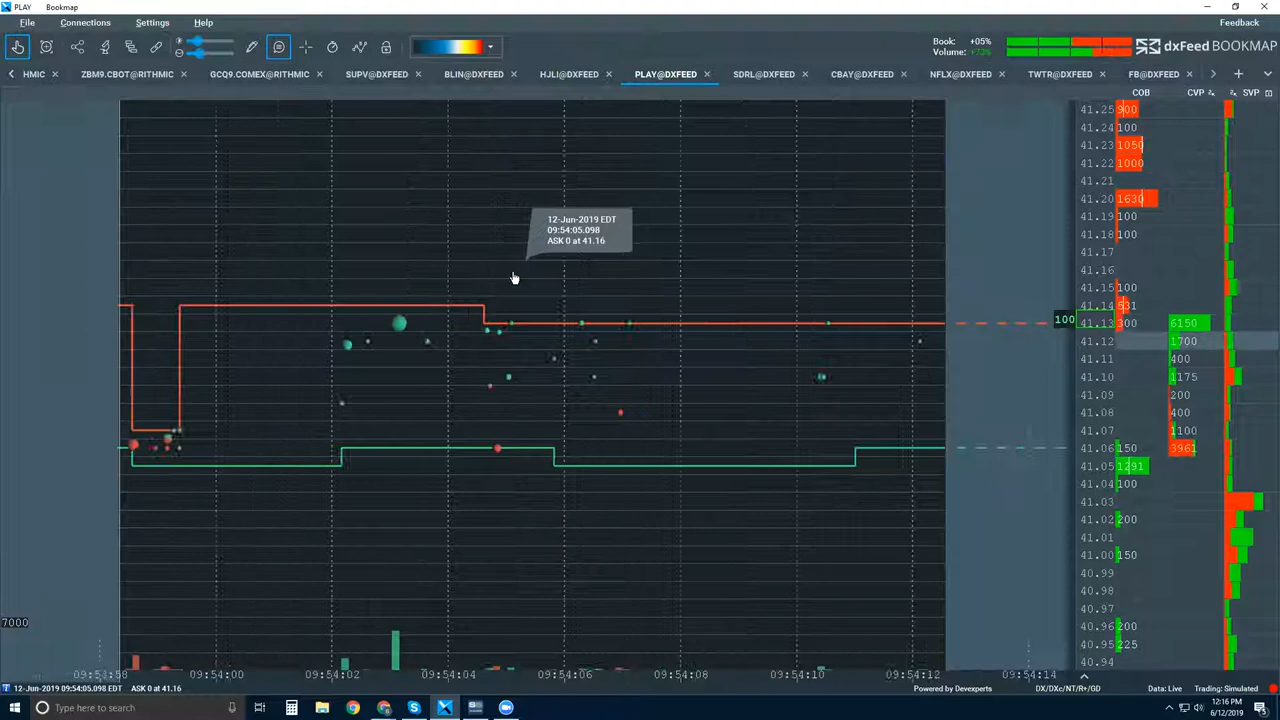 PLAY Bookmap
File Connections Settings Help Feedback
Book: +05%
Volume: +73%
dxFeed BOOKMAP
HMIC × ZBM9.CBOT@RITHMIC × GCQ9.COMEX@RITHMIC × SUPV@DXFEED × BLIN@DXFEED × HJLI@DXFEED × PLAY@DXFEED × SDRL@DXFEED × CBAY@DXFEED × NFLX@DXFEED × TWTR@DXFEED × FB@DXFEED ×
COB CVP SVP
41.25 900
41.24 100
41.23 1050
41.22 1000
41.21
41.20 1630
41.19 100
41.18 100
41.17
41.16
41.15 100
41.14 531
100 41.13 300 6150
41.12 1700
41.11 400
41.10 1175
41.09 200
41.08 400
41.07 1100
41.06 150 3961
41.05 1291
41.04 100
41.03
41.02 200
41.01
41.00 150
40.99
40.98
40.97
40.96 200
40.95 225
40.94
12-Jun-2019 EDT
09:54:05.098
ASK 0 at 41.16
7000
09:53:58 09:54:00 09:54:02 09:54:04 09:54:06 09:54:08 09:54:10 09:54:12 09:54:14
12-Jun-2019 09:54:05.098 EDT ASK 0 at 41.16 Powered by Devexperts DX/DXc/NT/R+/GD Data: Live Trading: Simulated
Type here to search
12:16 PM
6/12/2019
5